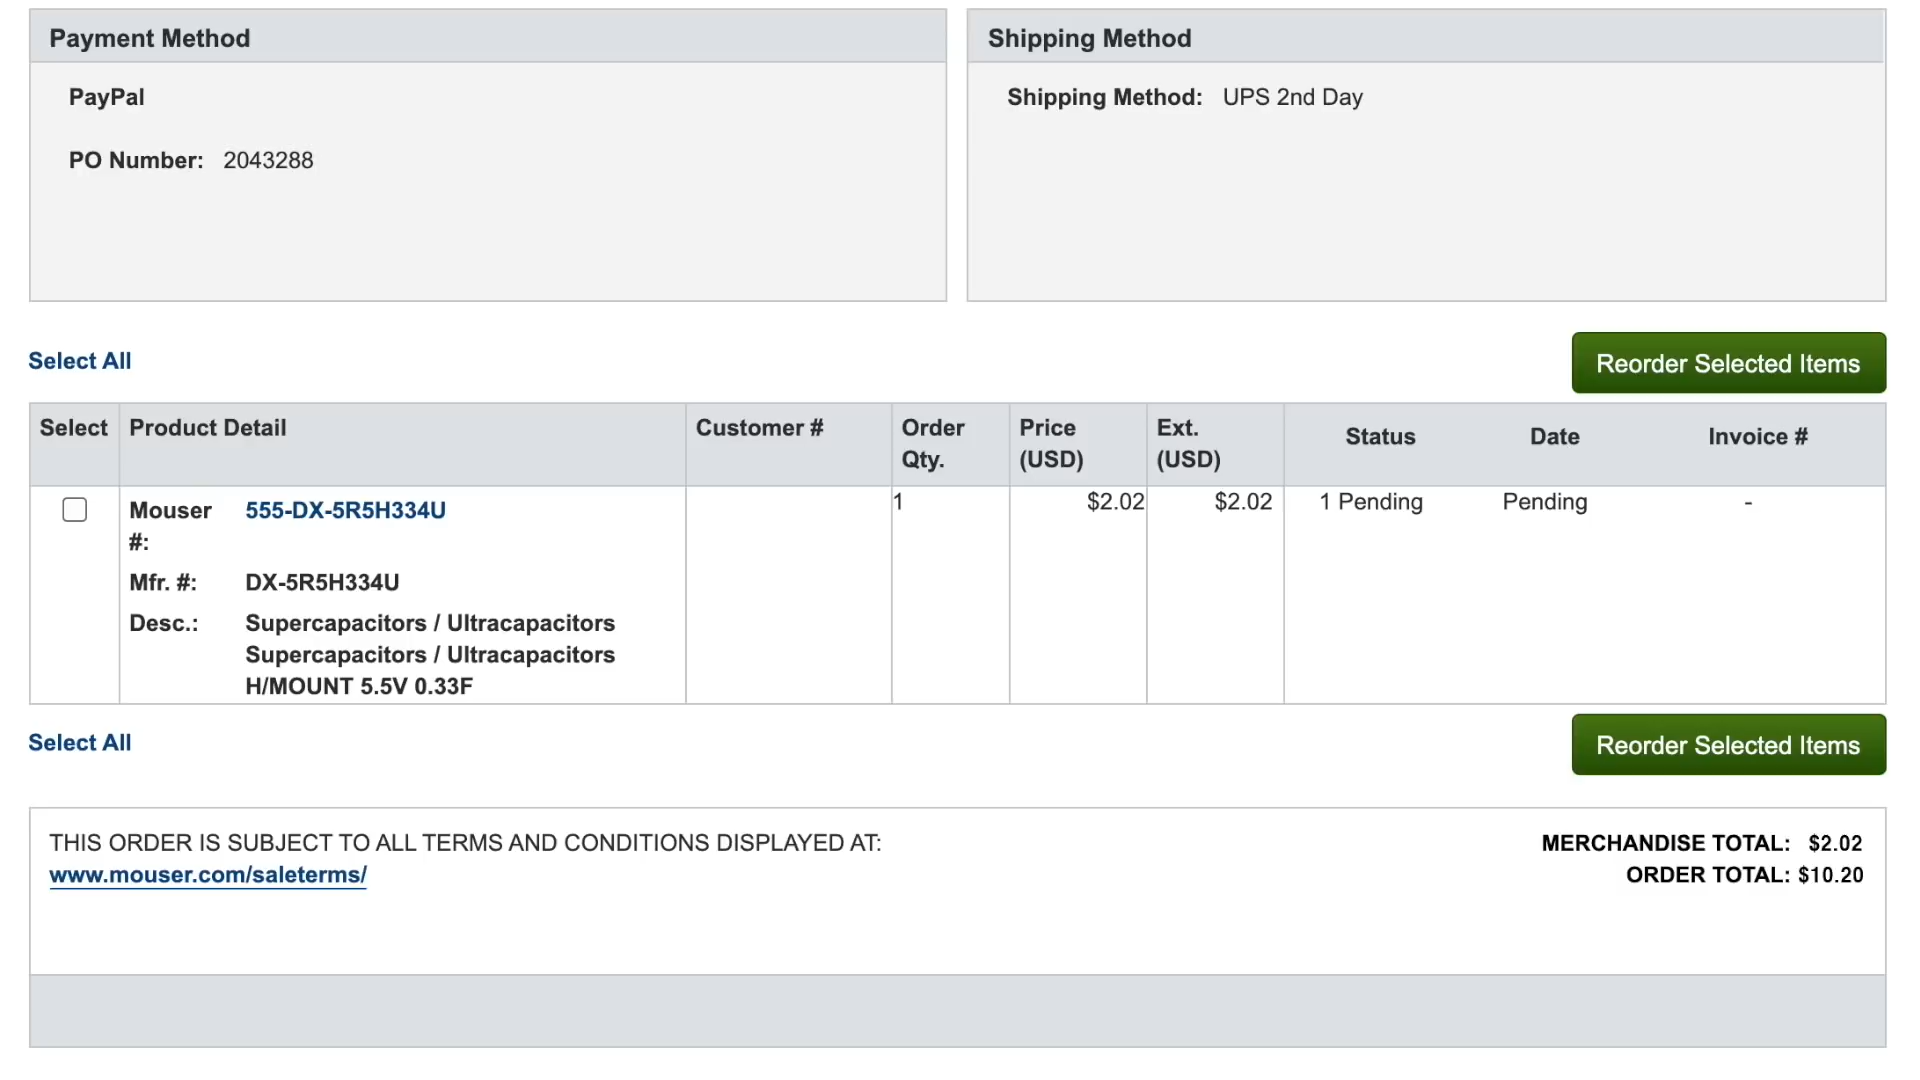 Payment Method
PayPal
PO Number: 2043288
Shipping Method
Shipping Method: UPS 2nd Day
Select All
Reorder Selected Items
Select Product Detail Customer # Order Qty. Price (USD) Ext. (USD) Status Date Invoice #
Mouser #: 555-DX-5R5H334U 1 $2.02 $2.02 1 Pending Pending -
Mfr. #: DX-5R5H334U
Desc.: Supercapacitors / Ultracapacitors
Supercapacitors / Ultracapacitors
H/MOUNT 5.5V 0.33F
Select All
Reorder Selected Items
THIS ORDER IS SUBJECT TO ALL TERMS AND CONDITIONS DISPLAYED AT:
www.mouser.com/saleterms/
MERCHANDISE TOTAL: $2.02
ORDER TOTAL: $10.20